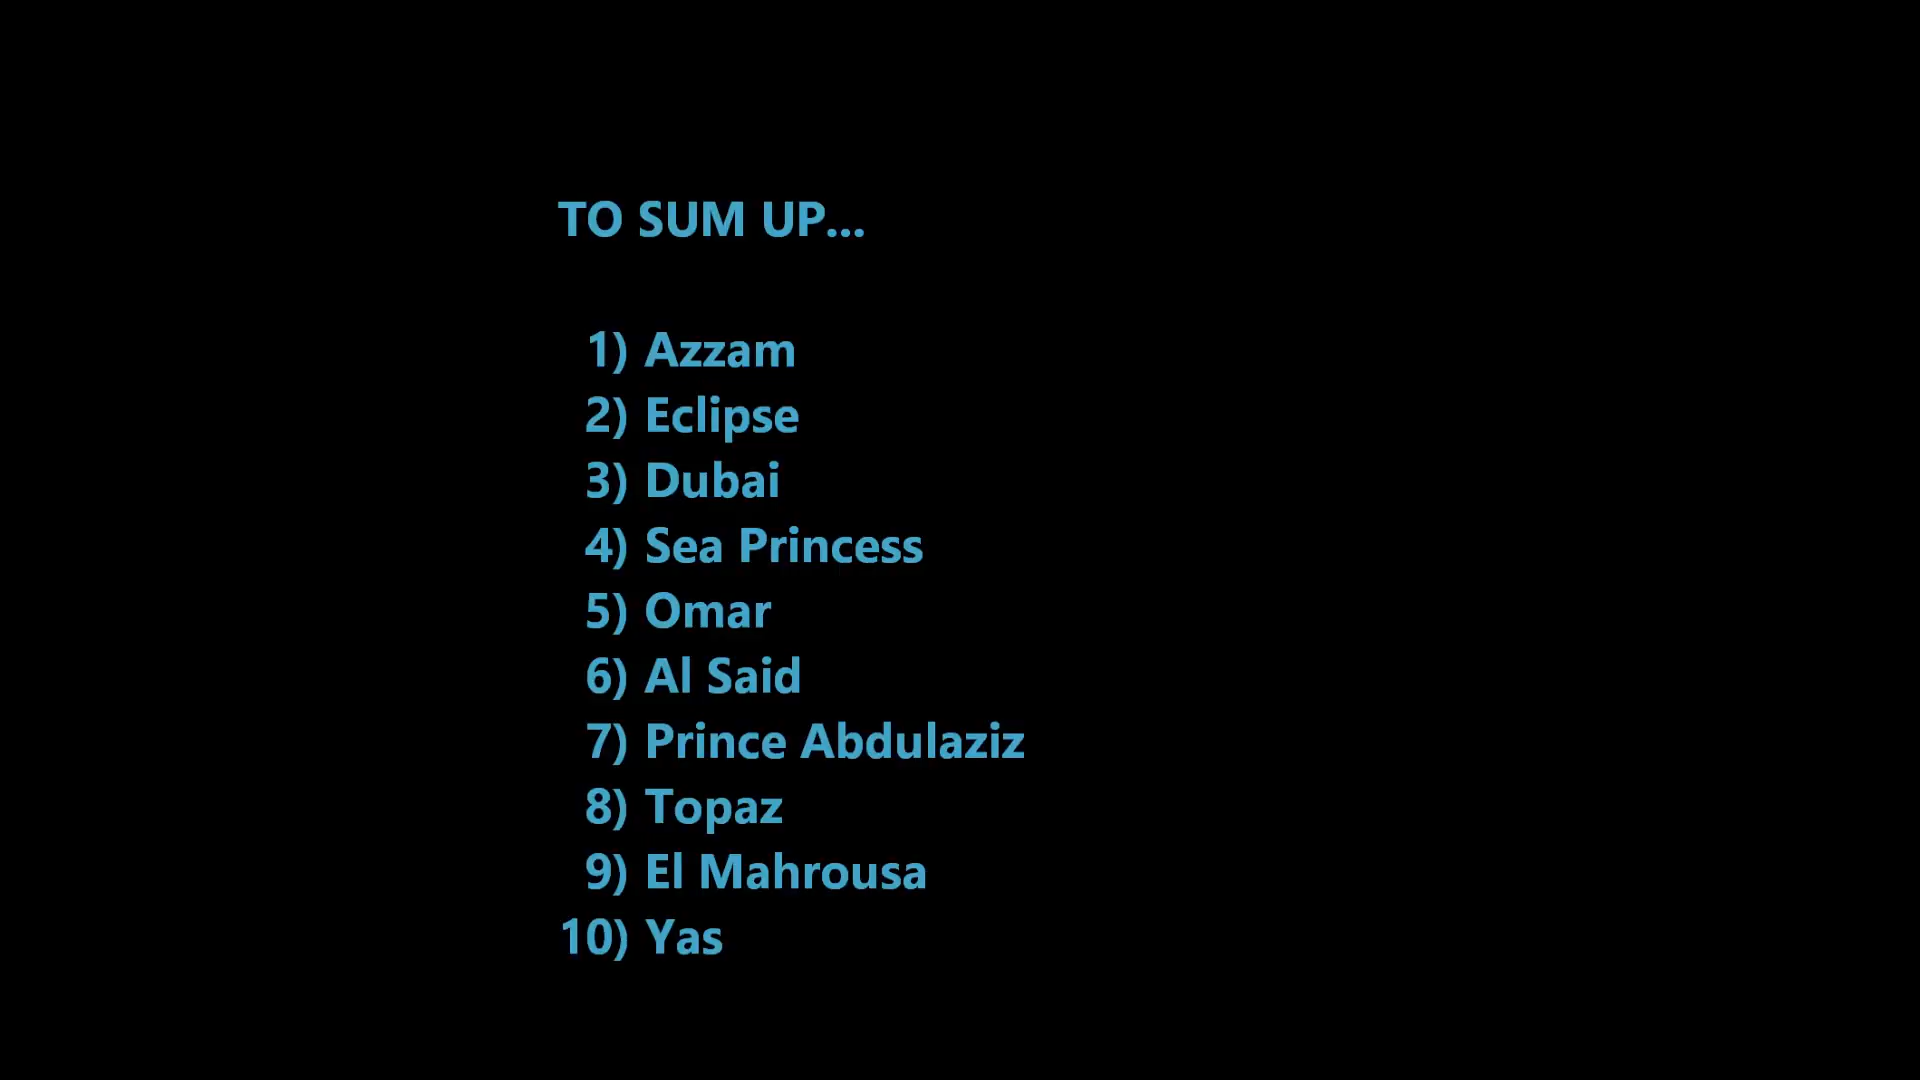 TO SUM UP...
1) Azzam
2) Eclipse
3) Dubai
4) Sea Princess
5) Omar
6) Al Said
7) Prince Abdulaziz
8) Topaz
9) El Mahrousa
10) Yas